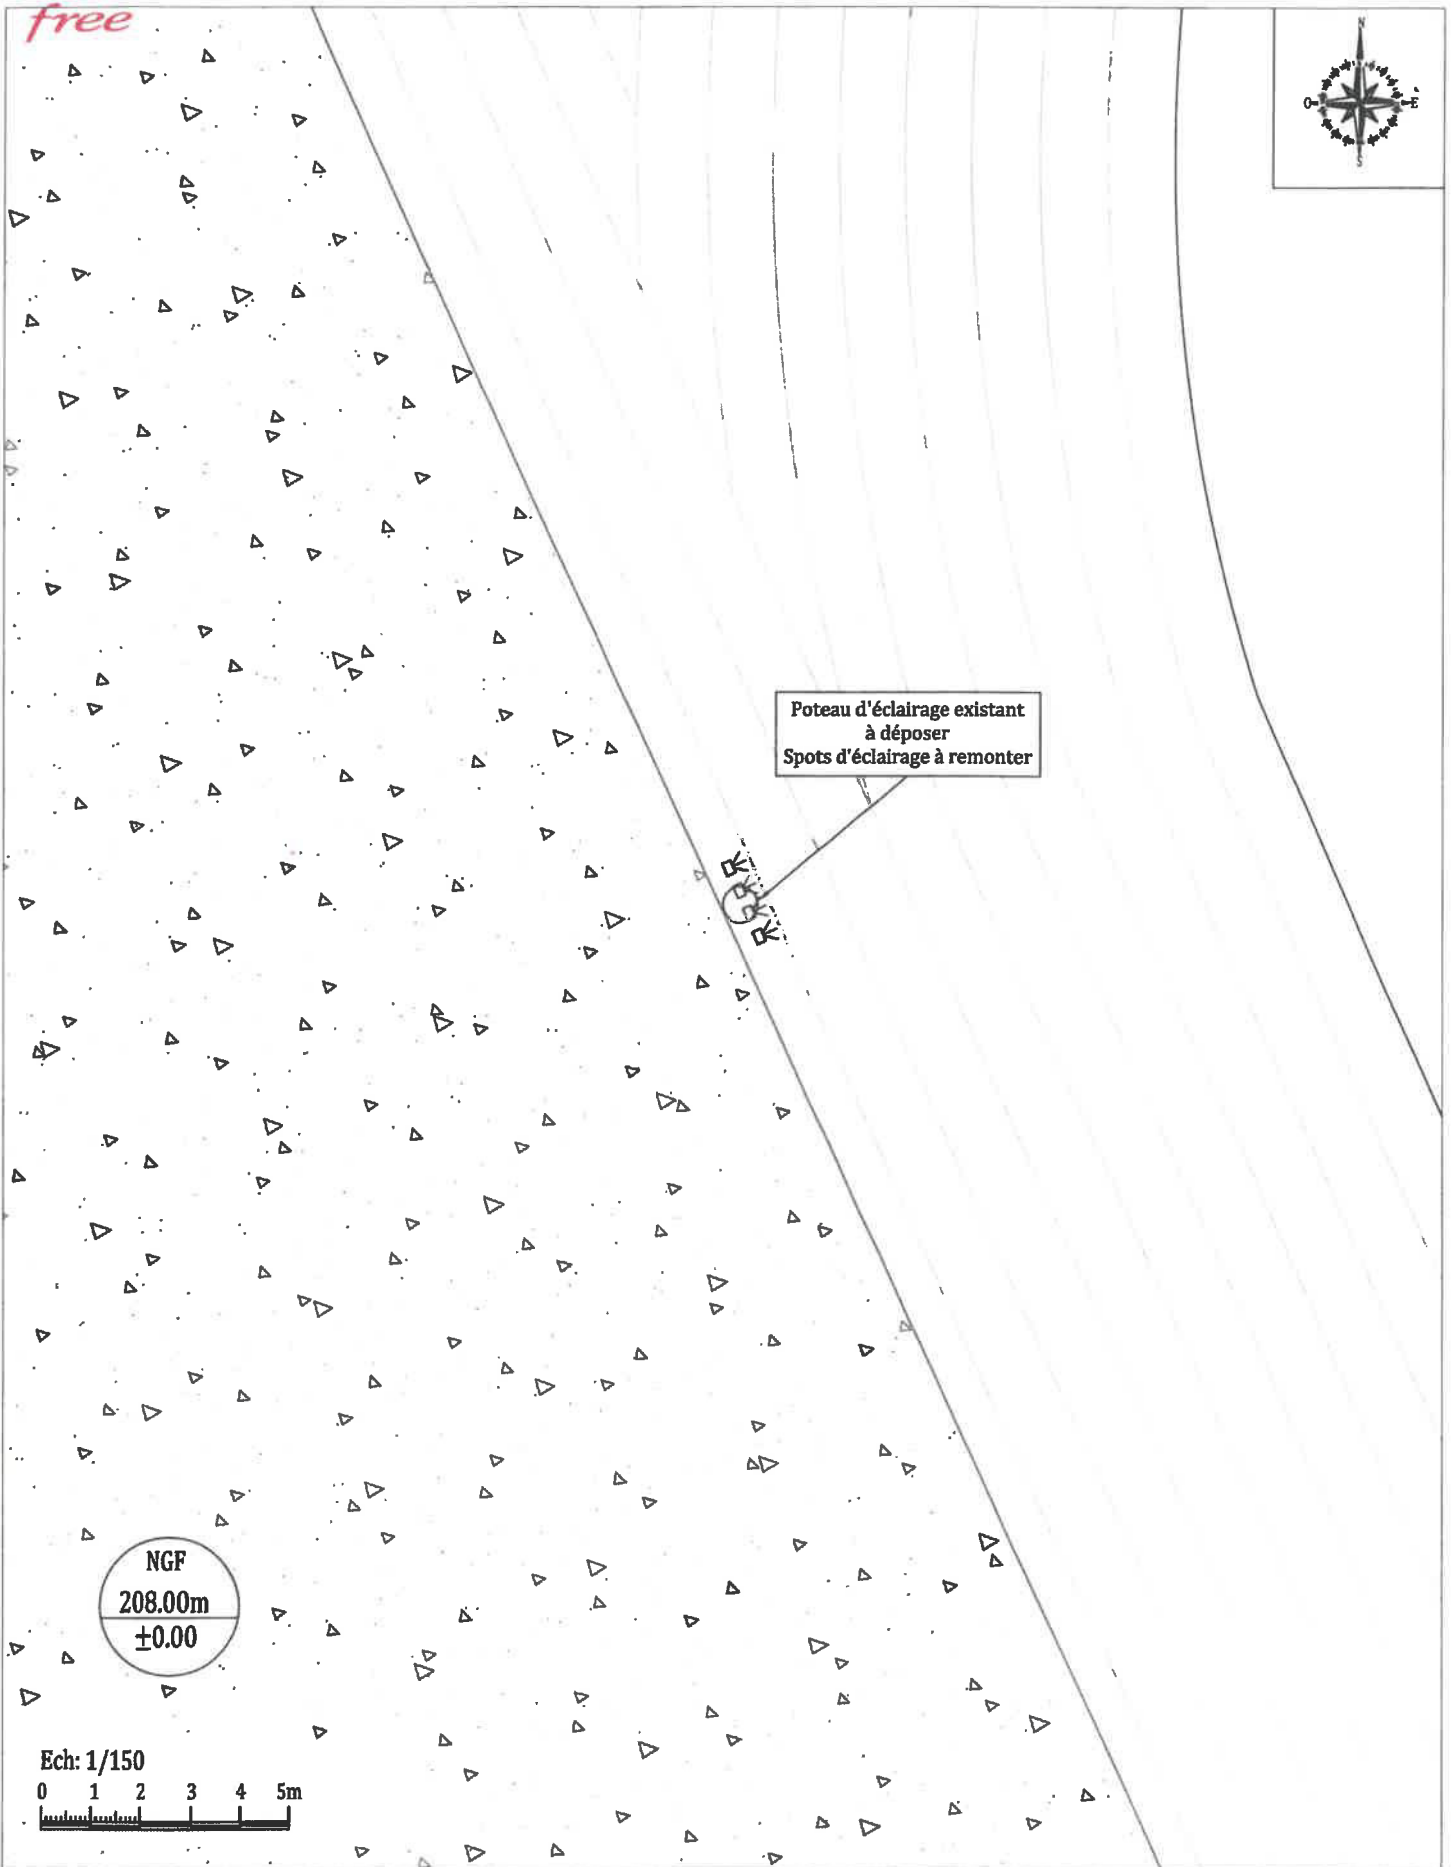 free
N
O
E
S
Poteau d'éclairage existant
à déposer
Spots d'éclairage à remonter
NGF
208.00m
±0.00
Ech: 1/150
0 1 2 3 4 5m